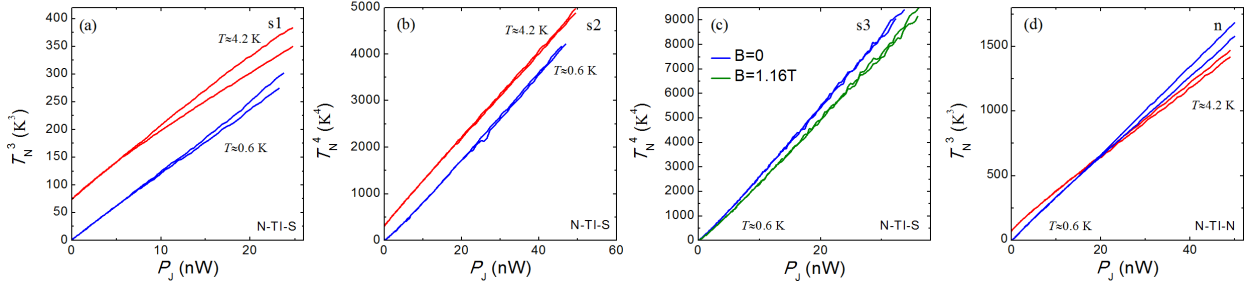 (a) s1
T≈4.2 K
T≈0.6 K
N-TI-S
T_N^3 (K^3)
400
350
300
250
200
150
100
50
0
0 10 20
P_J (nW)
(b) s2
T≈4.2 K
T≈0.6 K
N-TI-S
T_N^4 (K^4)
5000
4000
3000
2000
1000
0
0 20 40 60
P_J (nW)
(c) s3
B=0
B=1.16T
T≈0.6 K
N-TI-S
T_N^4 (K^4)
9000
8000
7000
6000
5000
4000
3000
2000
1000
0
0 20
P_J (nW)
(d) n
T≈4.2 K
T≈0.6 K
N-TI-N
T_N^3 (K^3)
1500
1000
500
0
0 20 40
P_J (nW)